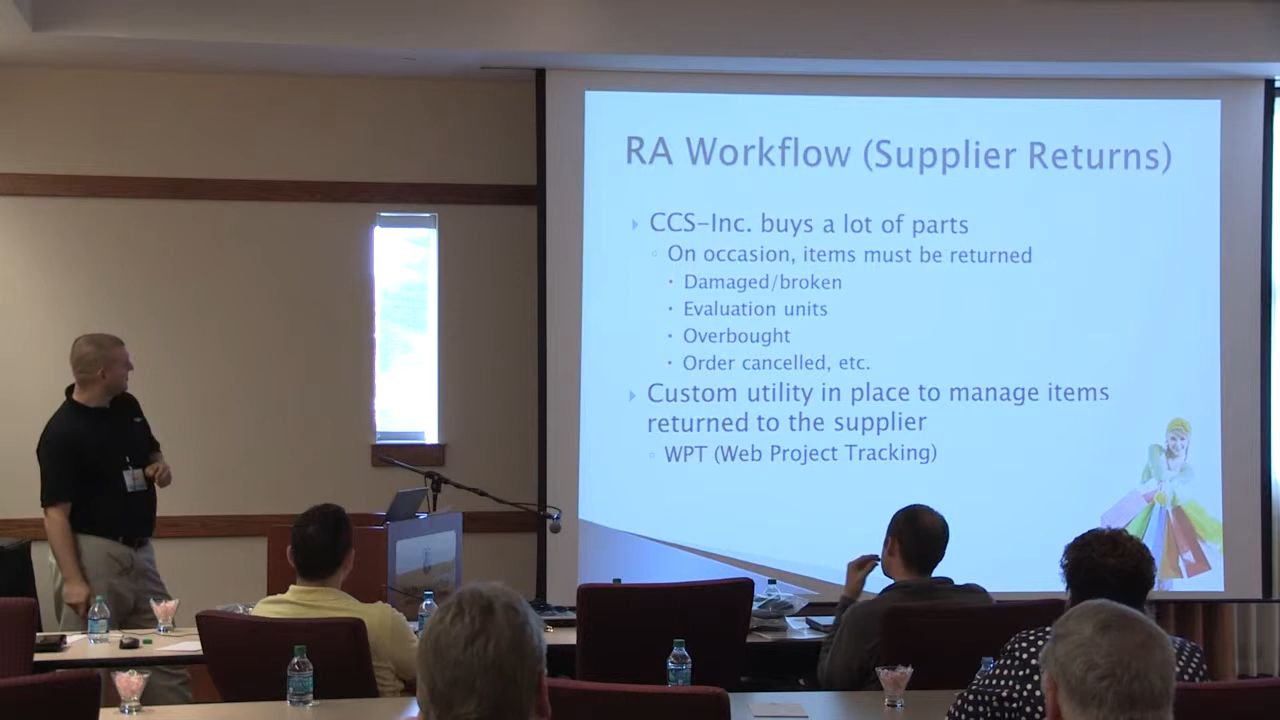 RA Workflow (Supplier Returns)
CCS-Inc. buys a lot of parts
On occasion, items must be returned
Damaged/broken
Evaluation units
Overbought
Order cancelled, etc.
Custom utility in place to manage items
returned to the supplier
WPT (Web Project Tracking)